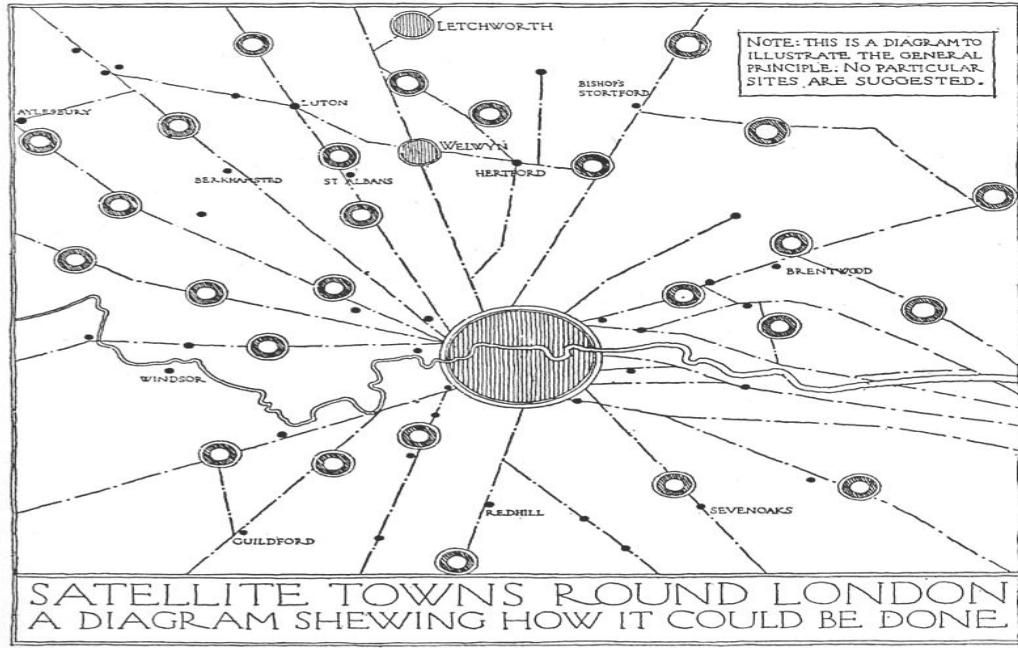 LETCHWORTH
NOTE: THIS IS A DIAGRAM TO
ILLUSTRATE THE GENERAL
PRINCIPLE: NO PARTICULAR
SITES ARE SUGGESTED.
BISHOP'S
STORTFORD
LUTON
AYLESBURY
WELWYN
HERTFORD
BERKHAMSTED
ST ALBANS
BRENTWOOD
WINDSOR
REDHILL
SEVENOAKS
GUILDFORD
SATELLITE TOWNS ROUND LONDON
A DIAGRAM SHEWING HOW IT COULD BE DONE